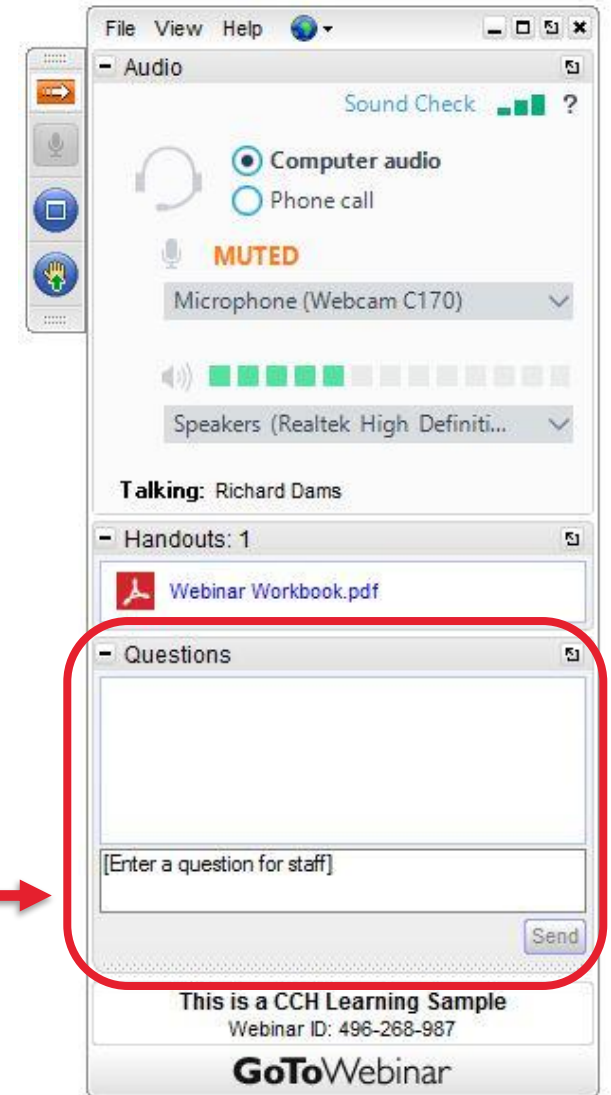 File View Help
Audio
Sound Check ?
Computer audio
Phone call
MUTED
Microphone (Webcam C170)
Speakers (Realtek High Definiti...
Talking: Richard Dams
Handouts: 1
Webinar Workbook.pdf
Questions
[Enter a question for staff]
Send
This is a CCH Learning Sample
Webinar ID: 496-268-987
GoToWebinar